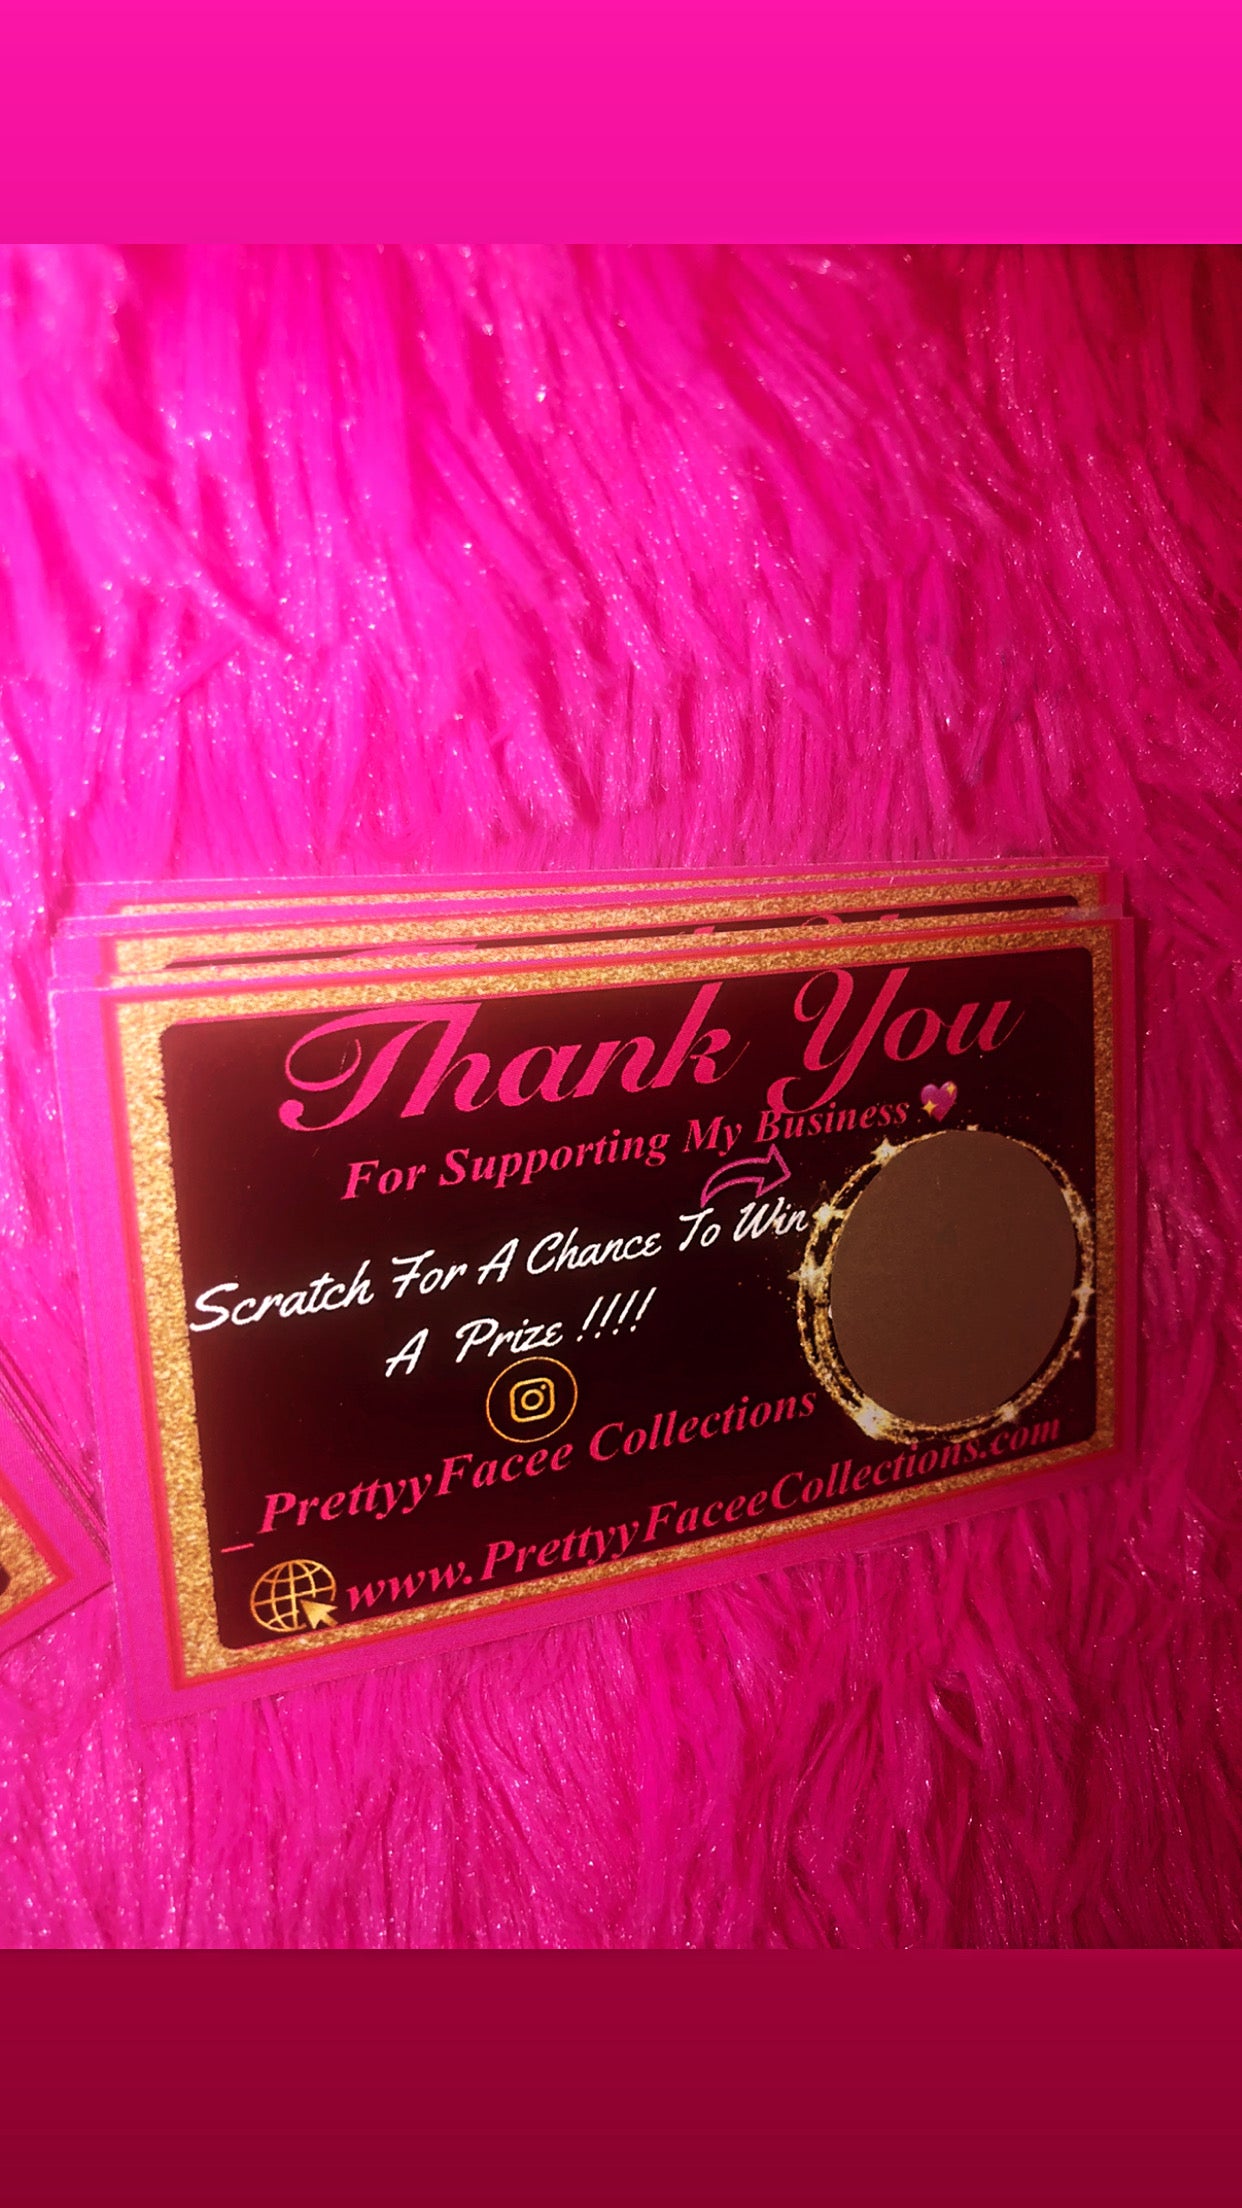 Thank You
For Supporting My Business 💖
Scratch For A Chance To Win
A Prize !!!!
_PrettyyFacee Collections
www.PrettyyFaceeCollections.com